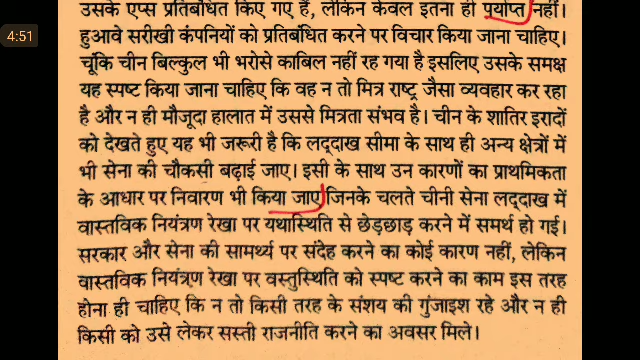 4:51
उसके एप्स प्रतिबंधित किए गए हैं, लेकिन केवल इतना ही पर्याप्त नहीं।
हुआवे सरीखी कंपनियों को प्रतिबंधित करने पर विचार किया जाना चाहिए।
चूंकि चीन बिल्कुल भी भरोसे काबिल नहीं रह गया है इसलिए उसके समक्ष
यह स्पष्ट किया जाना चाहिए कि वह न तो मित्र राष्ट्र जैसा व्यवहार कर रहा
है और न ही मौजूदा हालात में उससे मित्रता संभव है। चीन के शातिर इरादों
को देखते हुए यह भी जरूरी है कि लद्दाख सीमा के साथ ही अन्य क्षेत्रों में
भी सेना की चौकसी बढ़ाई जाए। इसी के साथ उन कारणों का प्राथमिकता
के आधार पर निवारण भी किया जाए जिनके चलते चीनी सेना लद्दाख में
वास्तविक नियंत्रण रेखा पर यथास्थिति से छेड़छाड़ करने में समर्थ हो गई।
सरकार और सेना की सामर्थ्य पर संदेह करने का कोई कारण नहीं, लेकिन
वास्तविक नियंत्रण रेखा पर वस्तुस्थिति को स्पष्ट करने का काम इस तरह
होना ही चाहिए कि न तो किसी तरह के संशय की गुंजाइश रहे और न ही
किसी को उसे लेकर सस्ती राजनीति करने का अवसर मिले।